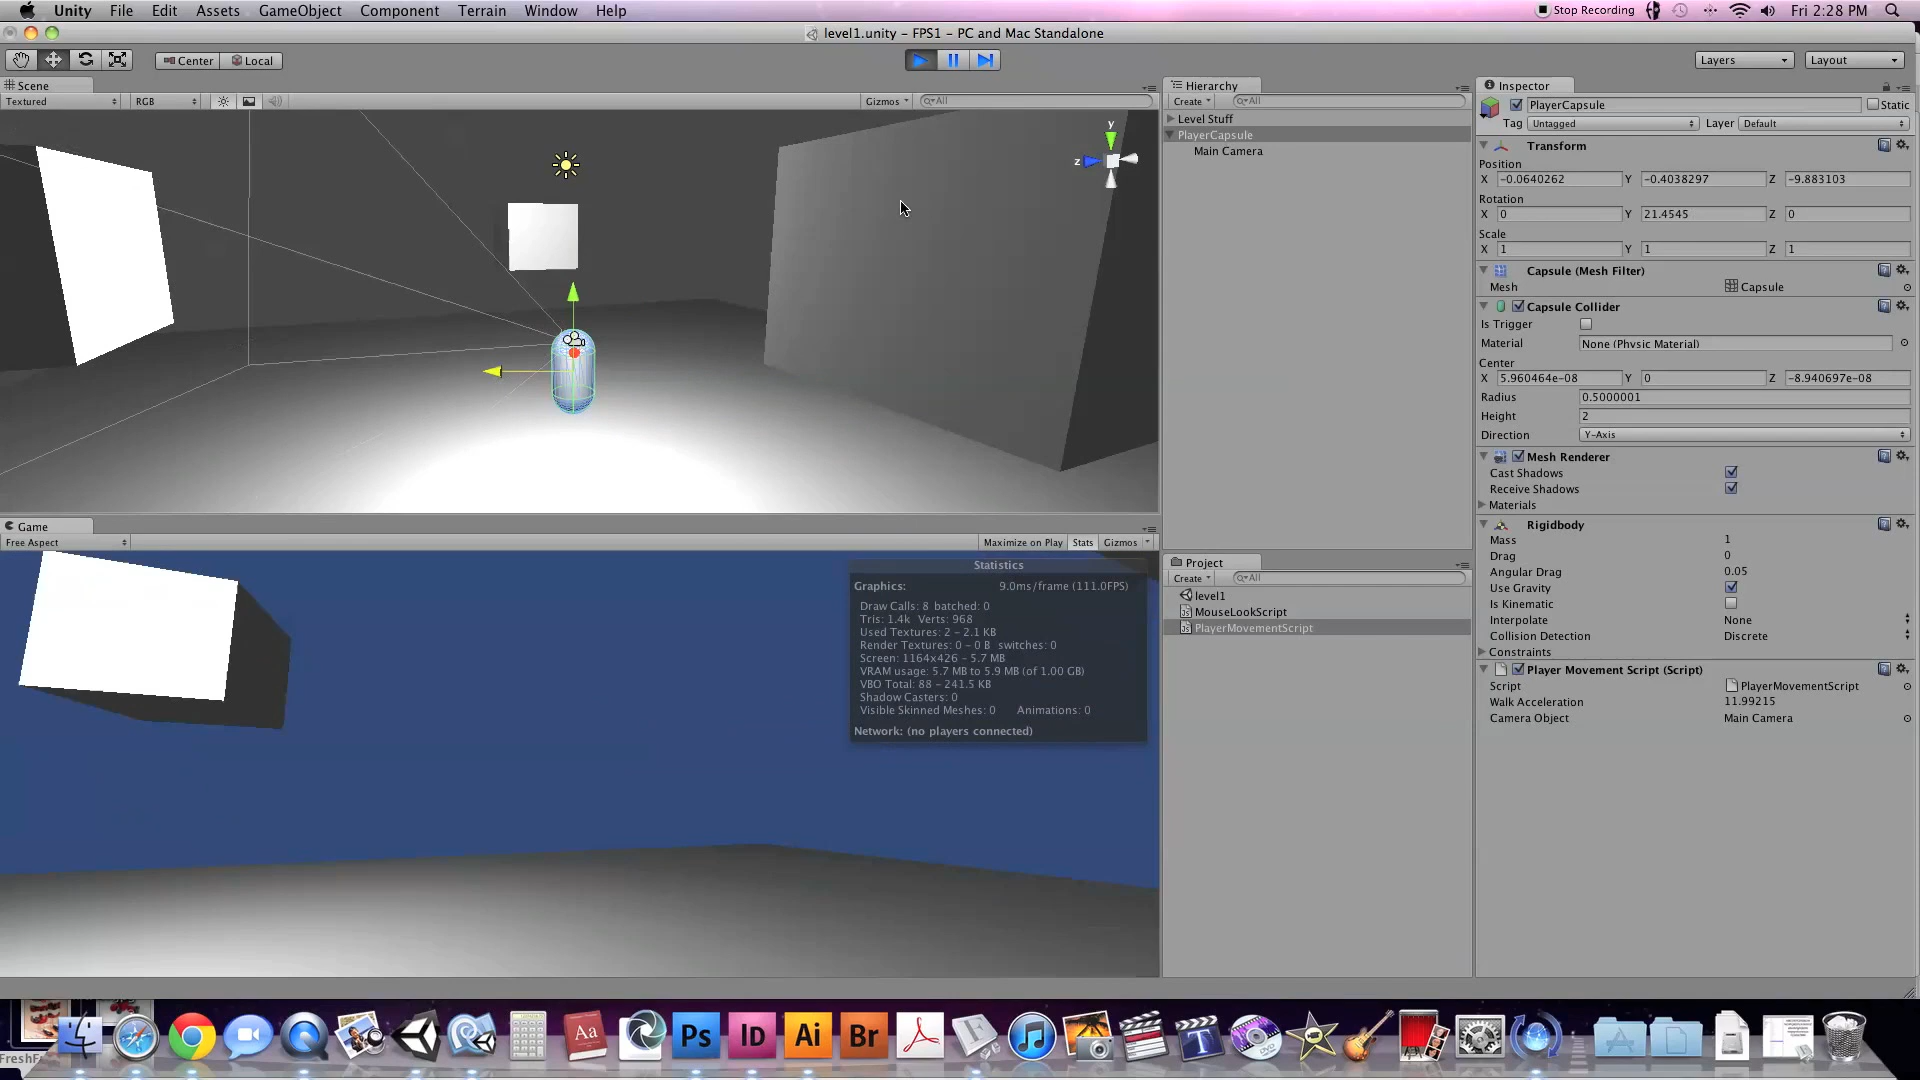 Unity File Edit Assets GameObject Component Terrain Window Help Stop Recording Fri 2:28 PM
level1.unity – FPS1 – PC and Mac Standalone
Center Local Layers Layout
Scene
Textured RGB Gizmos All
y
z
Game
Free Aspect Maximize on Play Stats Gizmos
Statistics
Graphics: 9.0ms/frame (111.0FPS)
Draw Calls: 8 batched: 0
Tris: 1.4k Verts: 968
Used Textures: 2 – 2.1 KB
Render Textures: 0 – 0 B switches: 0
Screen: 1164x426 – 5.7 MB
VRAM usage: 5.7 MB to 5.9 MB (of 1.00 GB)
VBO Total: 88 – 241.5 KB
Shadow Casters: 0
Visible Skinned Meshes: 0 Animations: 0
Network: (no players connected)
Hierarchy
Create All
Level Stuff
PlayerCapsule
Main Camera
Project
Create All
level1
MouseLookScript
PlayerMovementScript
Inspector
PlayerCapsule Static
Tag Untagged Layer Default
Transform
Position
X -0.0640262 Y -0.4038297 Z -9.883103
Rotation
X 0 Y 21.4545 Z 0
Scale
X 1 Y 1 Z 1
Capsule (Mesh Filter)
Mesh Capsule
Capsule Collider
Is Trigger
Material None (Physic Material)
Center
X 5.960464e-08 Y 0 Z -8.940697e-08
Radius 0.5000001
Height 2
Direction Y-Axis
Mesh Renderer
Cast Shadows
Receive Shadows
Materials
Rigidbody
Mass 1
Drag 0
Angular Drag 0.05
Use Gravity
Is Kinematic
Interpolate None
Collision Detection Discrete
Constraints
Player Movement Script (Script)
Script PlayerMovementScript
Walk Acceleration 11.99215
Camera Object Main Camera
Aa Ps Id Ai Br F T